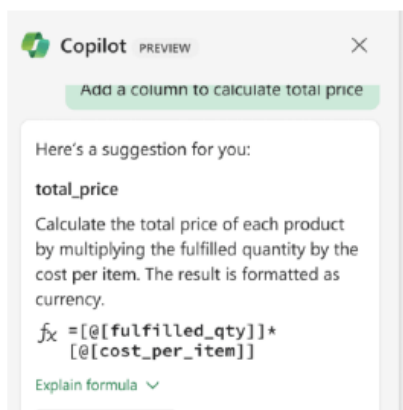 Copilot PREVIEW
Add a column to calculate total price
Here's a suggestion for you:
total_price
Calculate the total price of each product
by multiplying the fulfilled quantity by the
cost per item. The result is formatted as
currency.
fx =[@[fulfilled_qty]]*
[@[cost_per_item]]
Explain formula